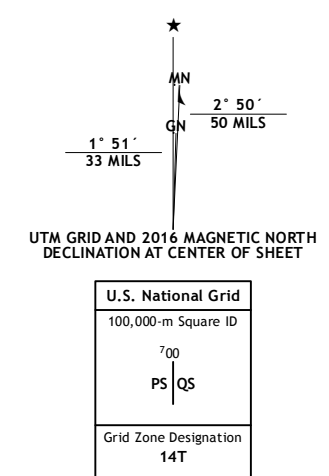 MN
2° 50´
50 MILS
GN
1° 51´
33 MILS
UTM GRID AND 2016 MAGNETIC NORTH
DECLINATION AT CENTER OF SHEET
U.S. National Grid
100,000-m Square ID
⁷00
PS QS
Grid Zone Designation
14T